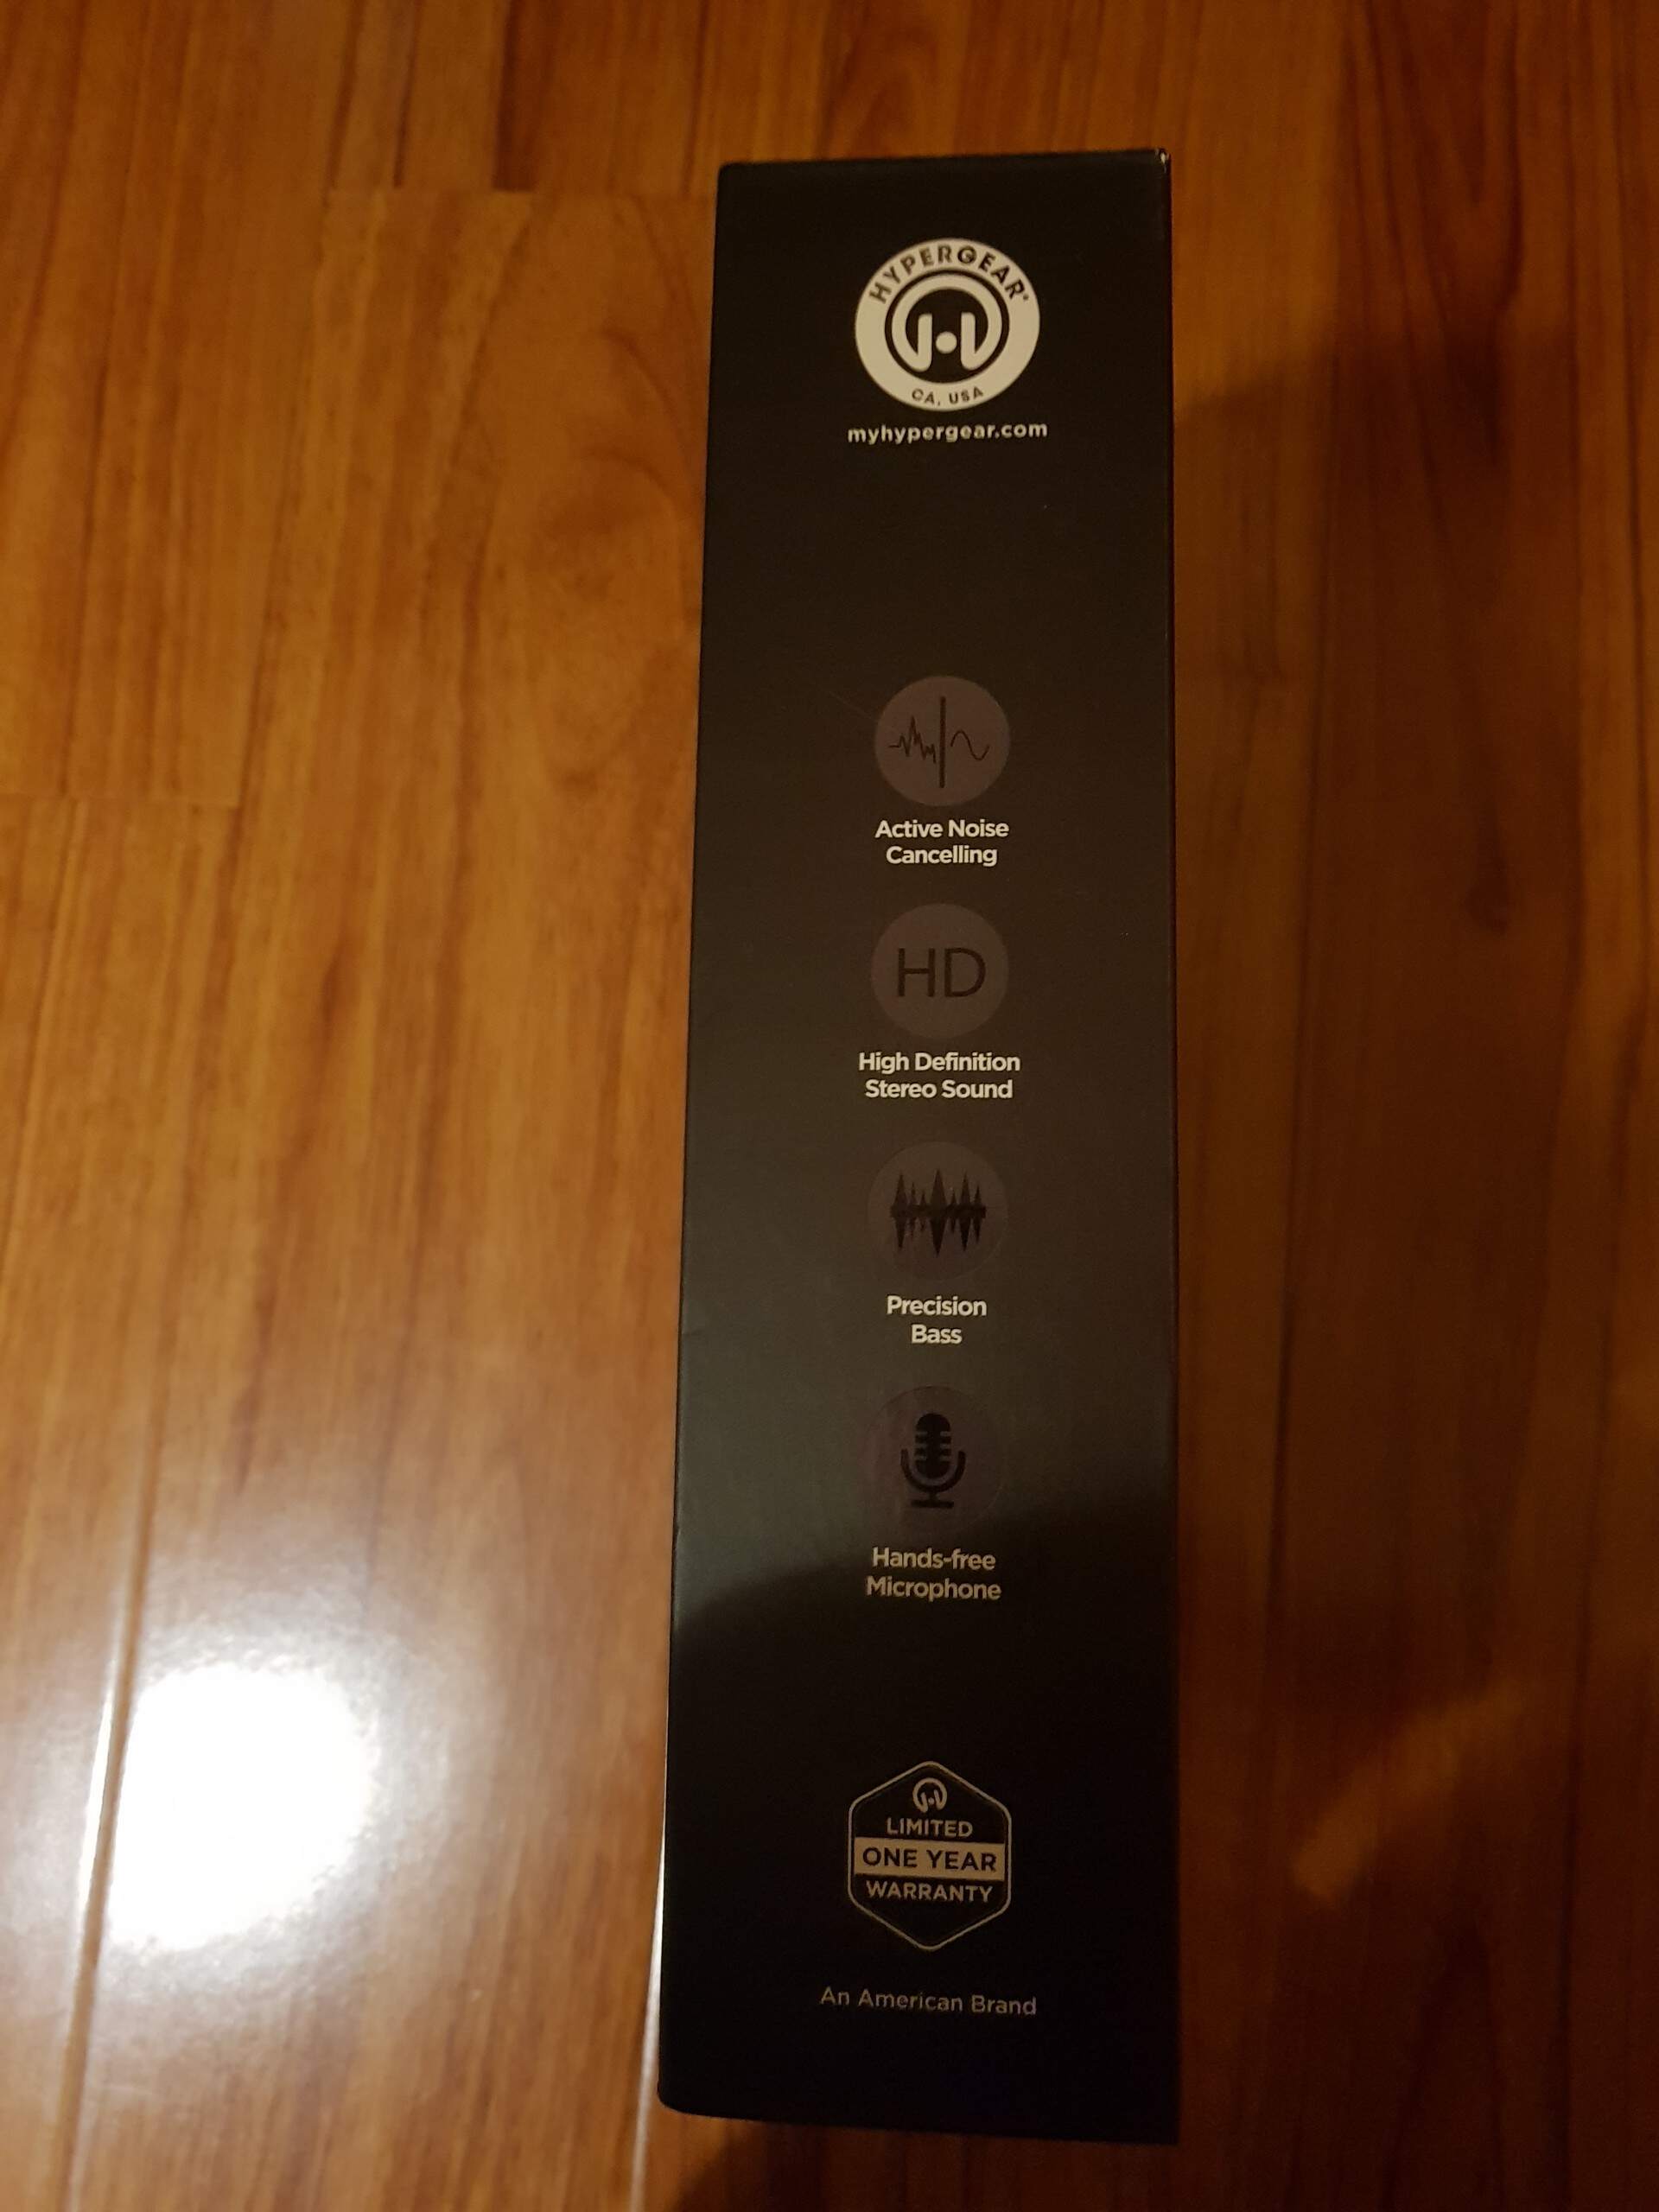 HYPERGEAR®
CA, USA
myhypergear.com
Active Noise
Cancelling
HD
High Definition
Stereo Sound
Precision
Bass
Hands-free
Microphone
LIMITED
ONE YEAR
WARRANTY
An American Brand